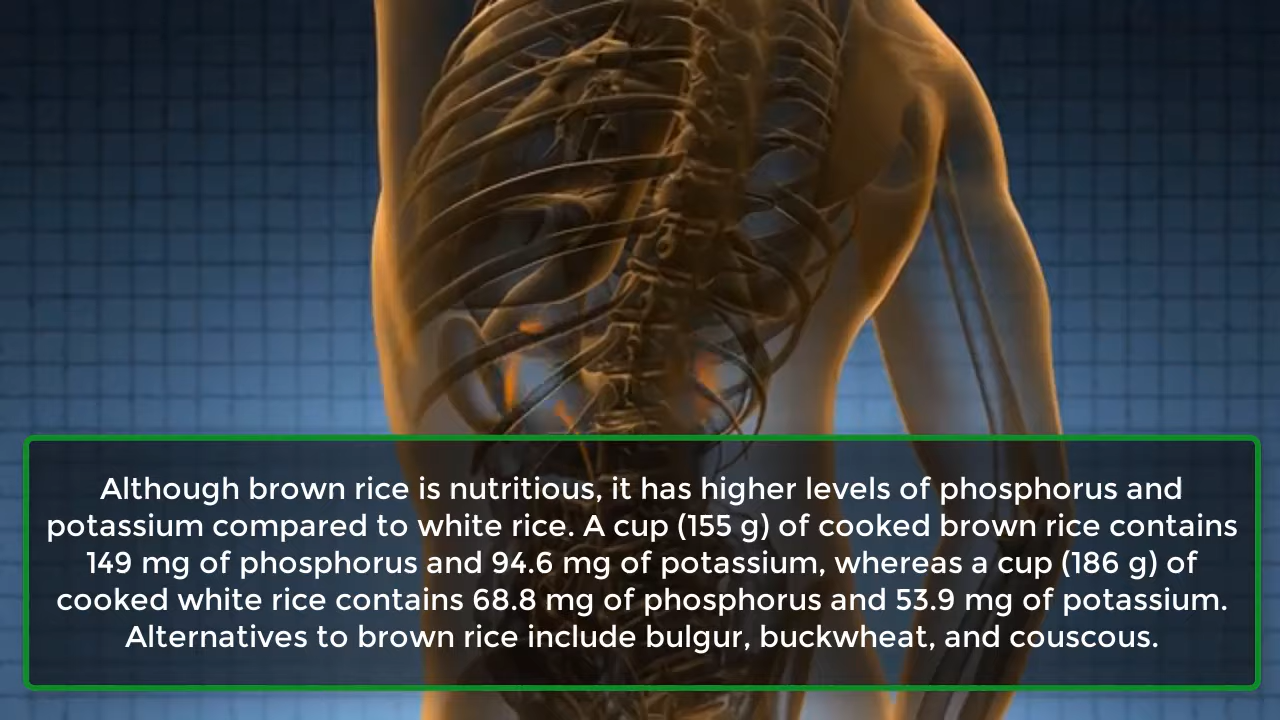 Although brown rice is nutritious, it has higher levels of phosphorus and
potassium compared to white rice. A cup (155 g) of cooked brown rice contains
149 mg of phosphorus and 94.6 mg of potassium, whereas a cup (186 g) of
cooked white rice contains 68.8 mg of phosphorus and 53.9 mg of potassium.
Alternatives to brown rice include bulgur, buckwheat, and couscous.